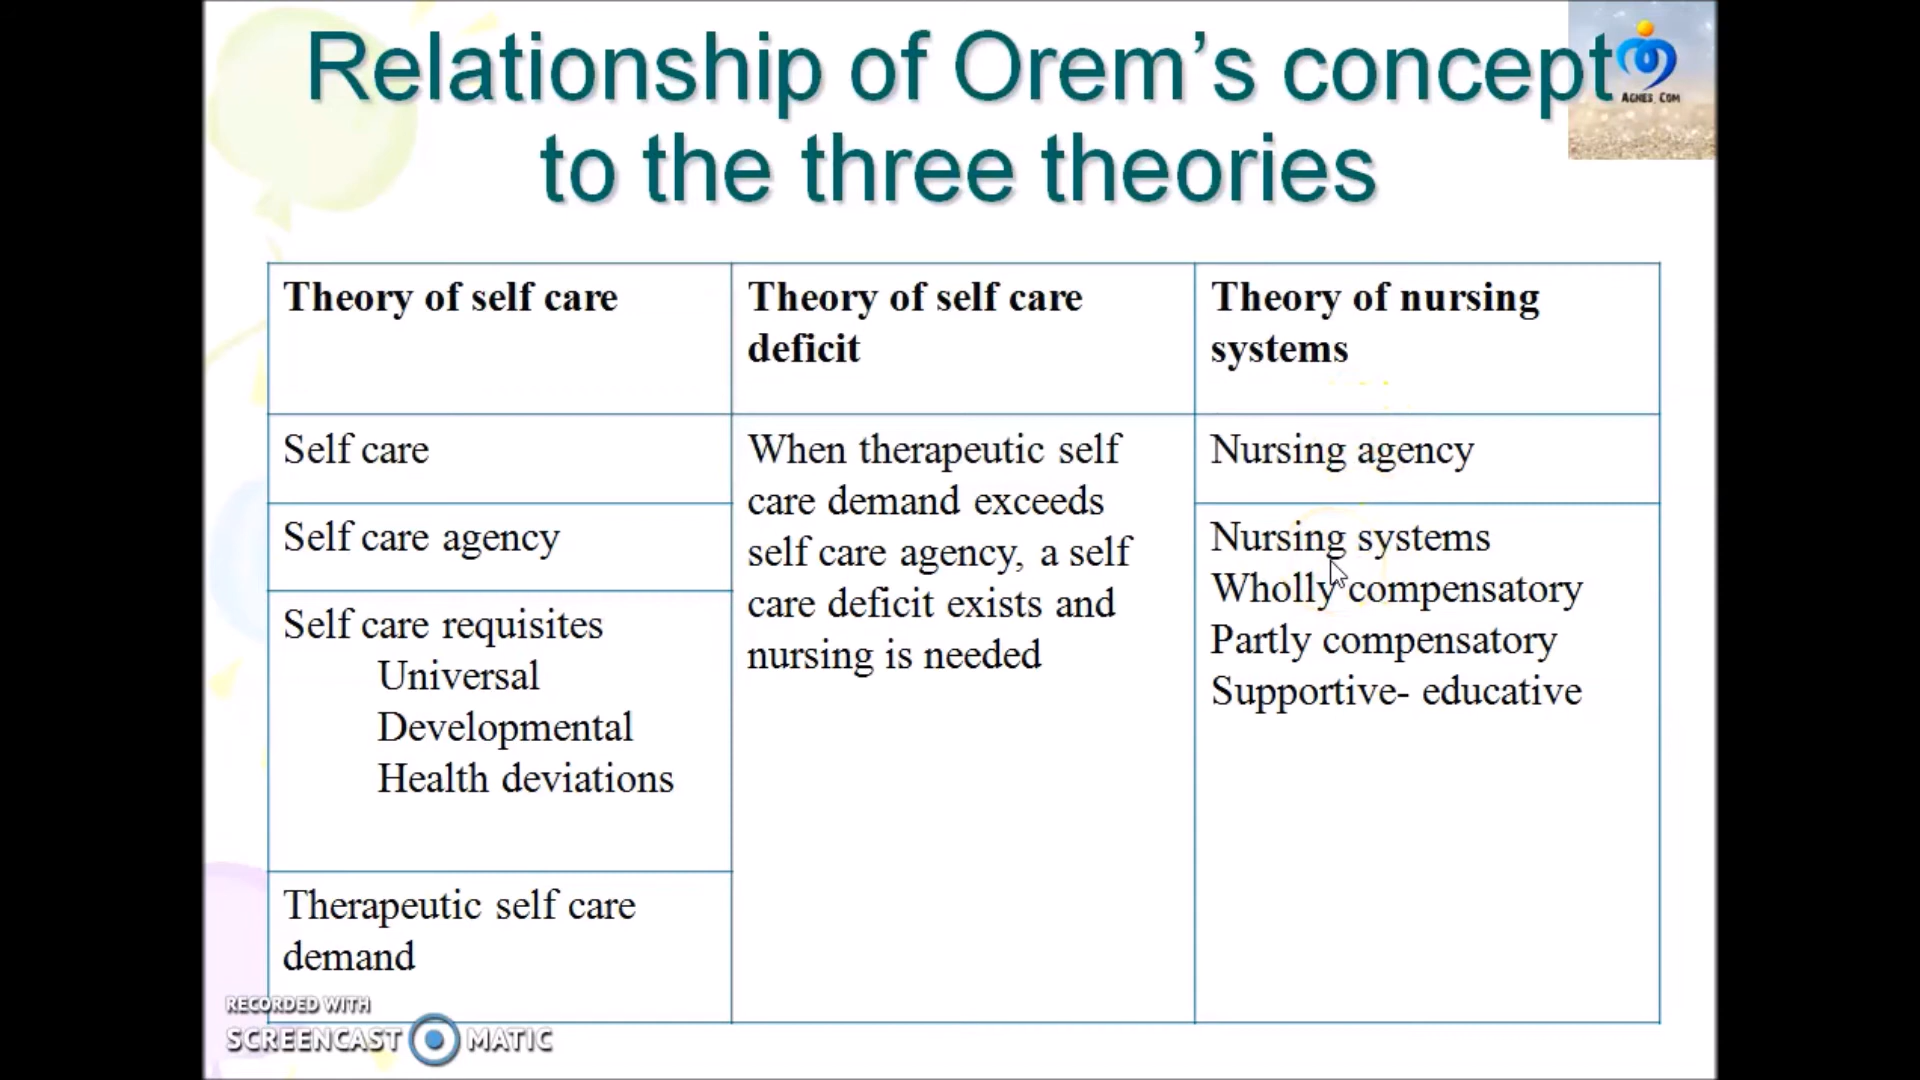 Relationship of Orem's concept
to the three theories
AGNES.COM
Theory of self care
Theory of self care
deficit
Theory of nursing
systems
Self care
Self care agency
Self care requisites
Universal
Developmental
Health deviations
Therapeutic self care
demand
When therapeutic self
care demand exceeds
self care agency, a self
care deficit exists and
nursing is needed
Nursing agency
Nursing systems
Wholly compensatory
Partly compensatory
Supportive- educative
RECORDED WITH
SCREENCAST MATIC